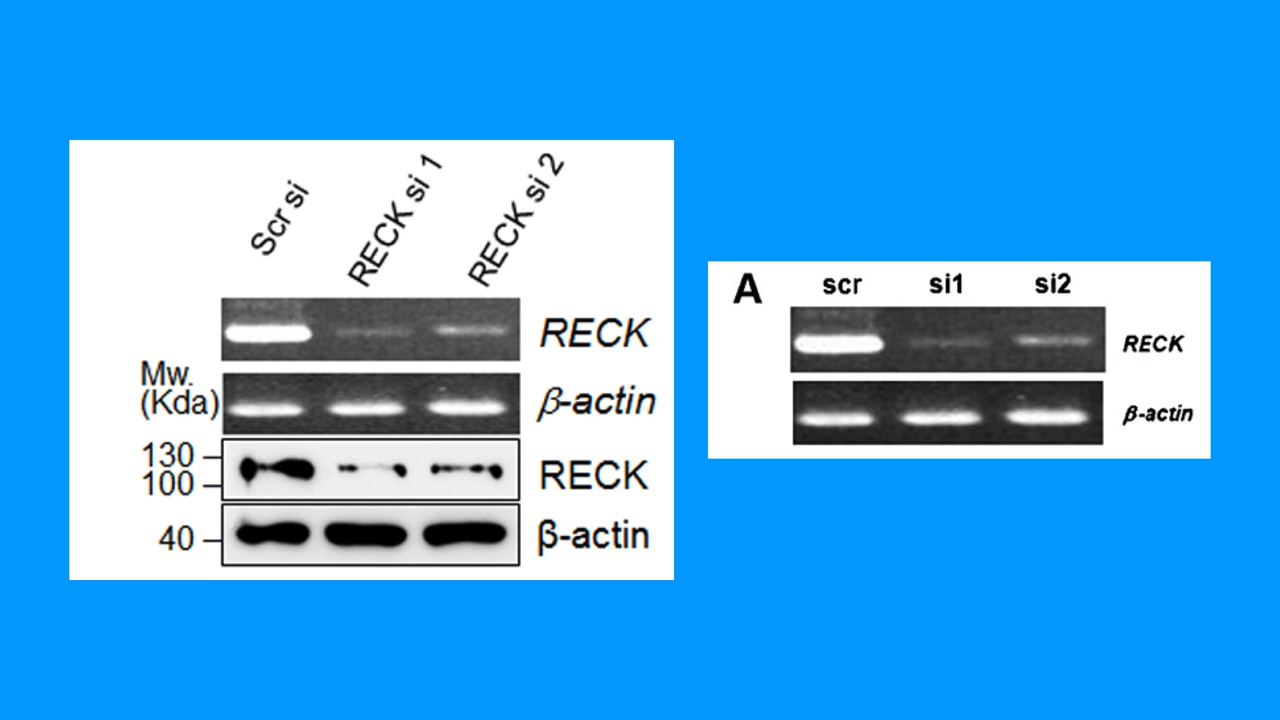 Scr si
RECK si 1
RECK si 2
RECK
Mw.
(Kda)
β-actin
130
100
RECK
40
β-actin
A
scr
si1
si2
RECK
β-actin